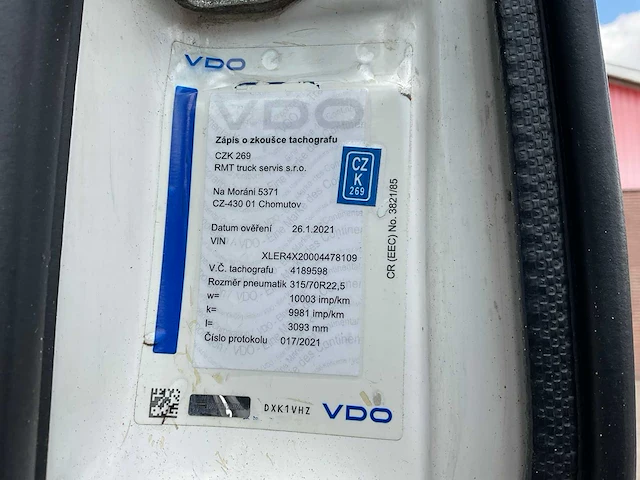 VDO
VDO
Zápis o zkoušce tachografu
CZK 269
RMT truck servis s.r.o.
CZ
K
269
Na Moráni 5371
CZ-430 01 Chomutov
Datum ověření 26.1.2021
VIN
XLER4X20004478109
V.Č. tachografu 4189598
Rozměr pneumatik 315/70R22,5
w= 10003 imp/km
k= 9981 imp/km
l= 3093 mm
Číslo protokolu 017/2021
CR (EEC) No. 3821/85
DXK1VHZ
VDO